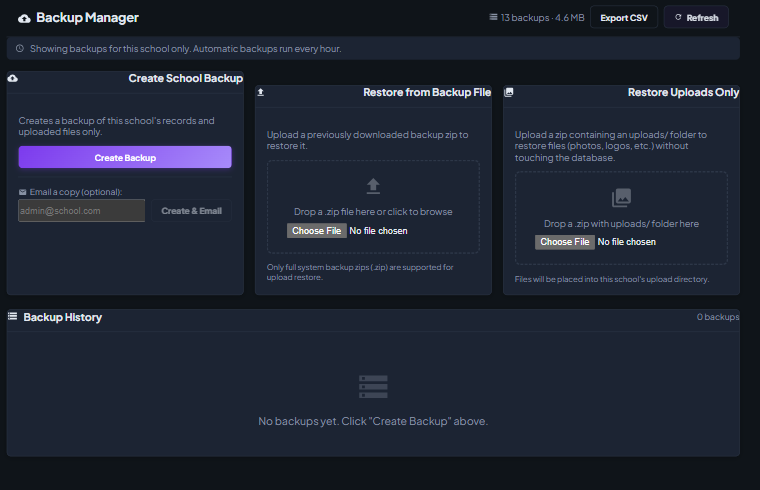 Backup Manager
13 backups · 4.6 MB
Export CSV
Refresh
Showing backups for this school only. Automatic backups run every hour.
Create School Backup
Creates a backup of this school's records and
uploaded files only.
Create Backup
Email a copy (optional):
admin@school.com
Create & Email
Restore from Backup File
Upload a previously downloaded backup zip to
restore it.
Drop a .zip file here or click to browse
Choose File No file chosen
Only full system backup zips (.zip) are supported for
upload restore.
Restore Uploads Only
Upload a zip containing an uploads/ folder to
restore files (photos, logos, etc.) without
touching the database.
Drop a .zip with uploads/ folder here
Choose File No file chosen
Files will be placed into this school's upload directory.
Backup History
0 backups
No backups yet. Click "Create Backup" above.